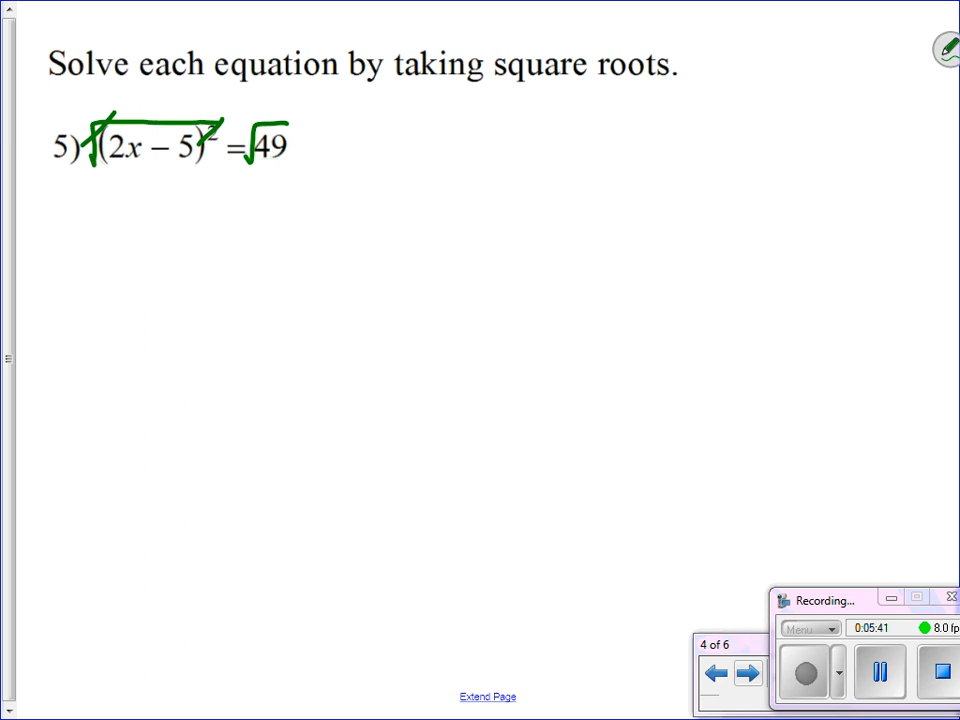 Solve each equation by taking square roots.
5) √(2x − 5)² = √49
Recording...
Menu
0:05:41
8.0 fp
4 of 6
Extend Page